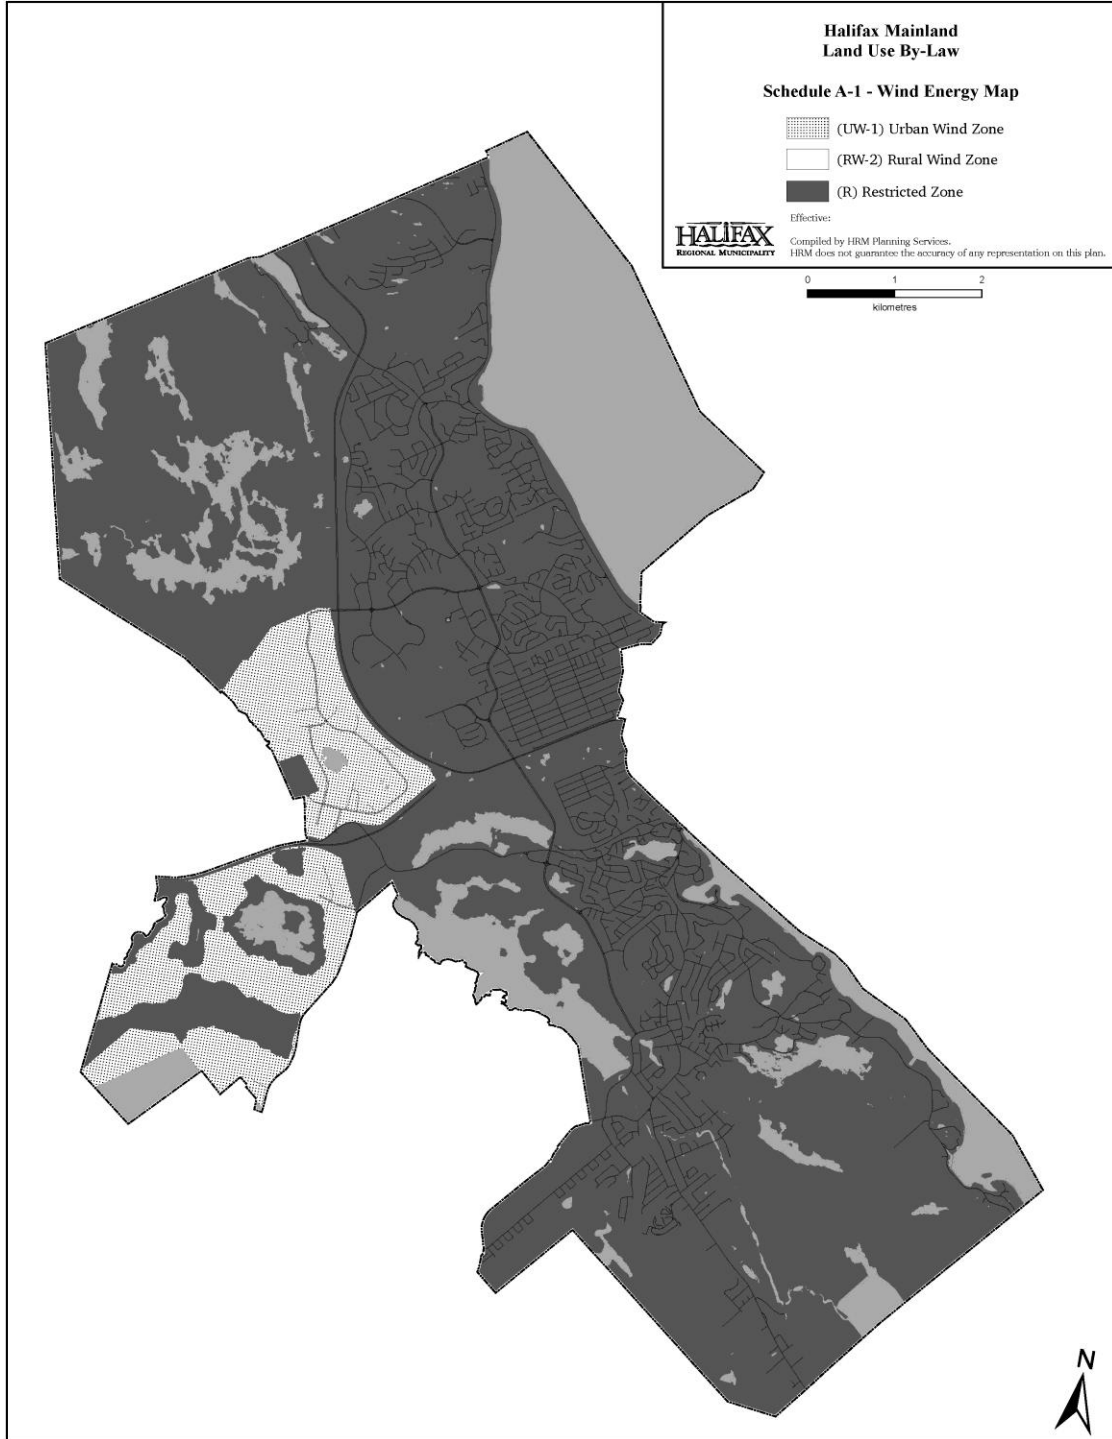 Halifax Mainland
Land Use By-Law
Schedule A-1 - Wind Energy Map
(UW-1) Urban Wind Zone
(RW-2) Rural Wind Zone
(R) Restricted Zone
Effective:
HALIFAX
REGIONAL MUNICIPALITY
Compiled by HRM Planning Services.
HRM does not guarantee the accuracy of any representation on this plan.
0 1 2
kilometres
N